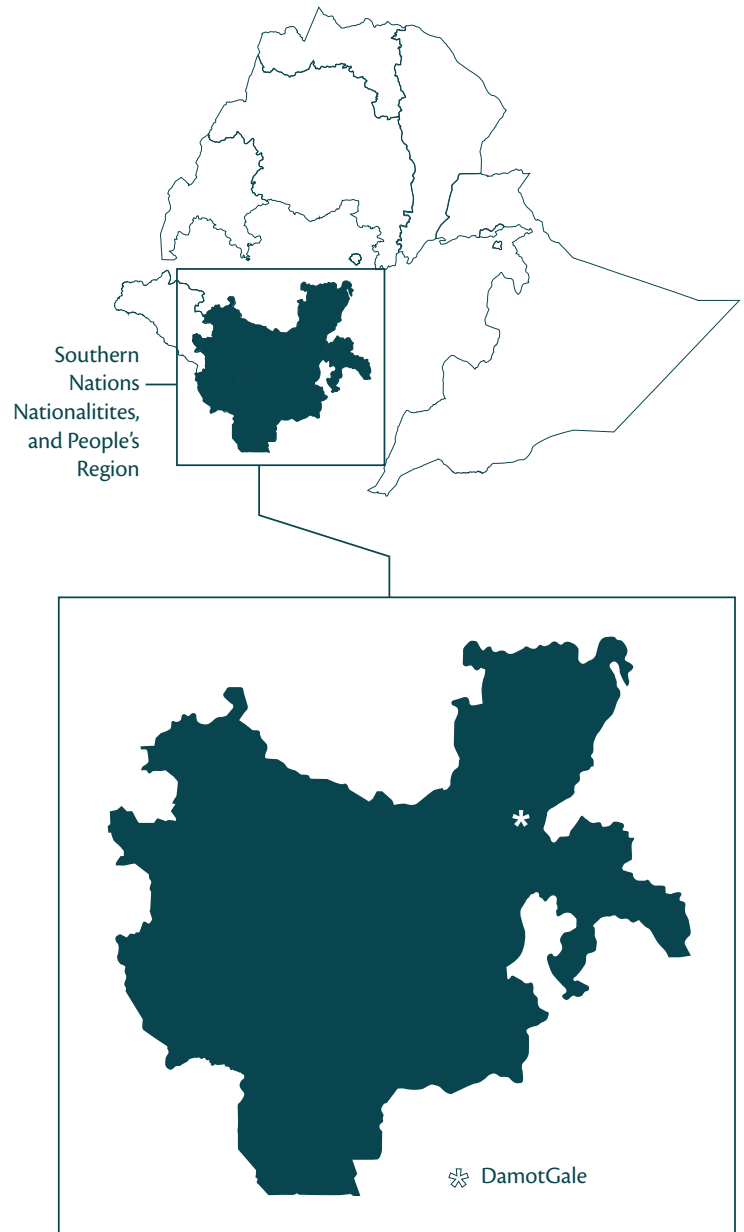 Southern
Nations
Nationalitites,
and People’s
Region
DamotGale